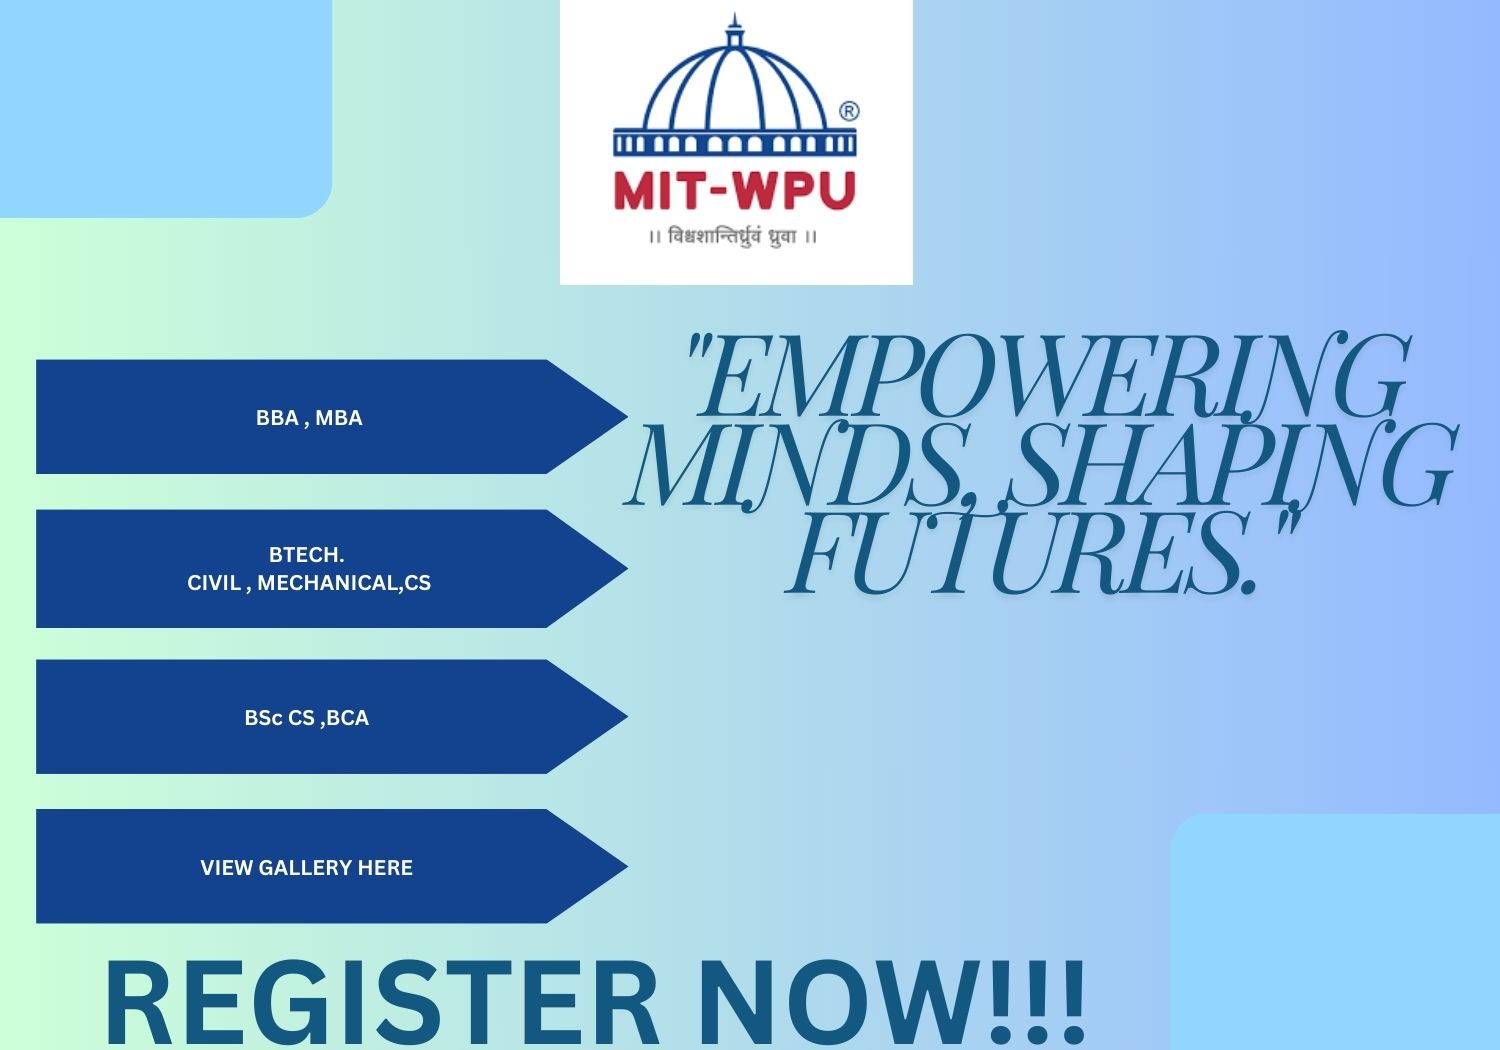 ®
MIT-WPU
।। विश्वशान्तिर्ध्रुवं ध्रुवा ।।
"EMPOWERING
MINDS, SHAPING
FUTURES."
BBA , MBA
BTECH.
CIVIL , MECHANICAL,CS
BSc CS ,BCA
VIEW GALLERY HERE
REGISTER NOW!!!